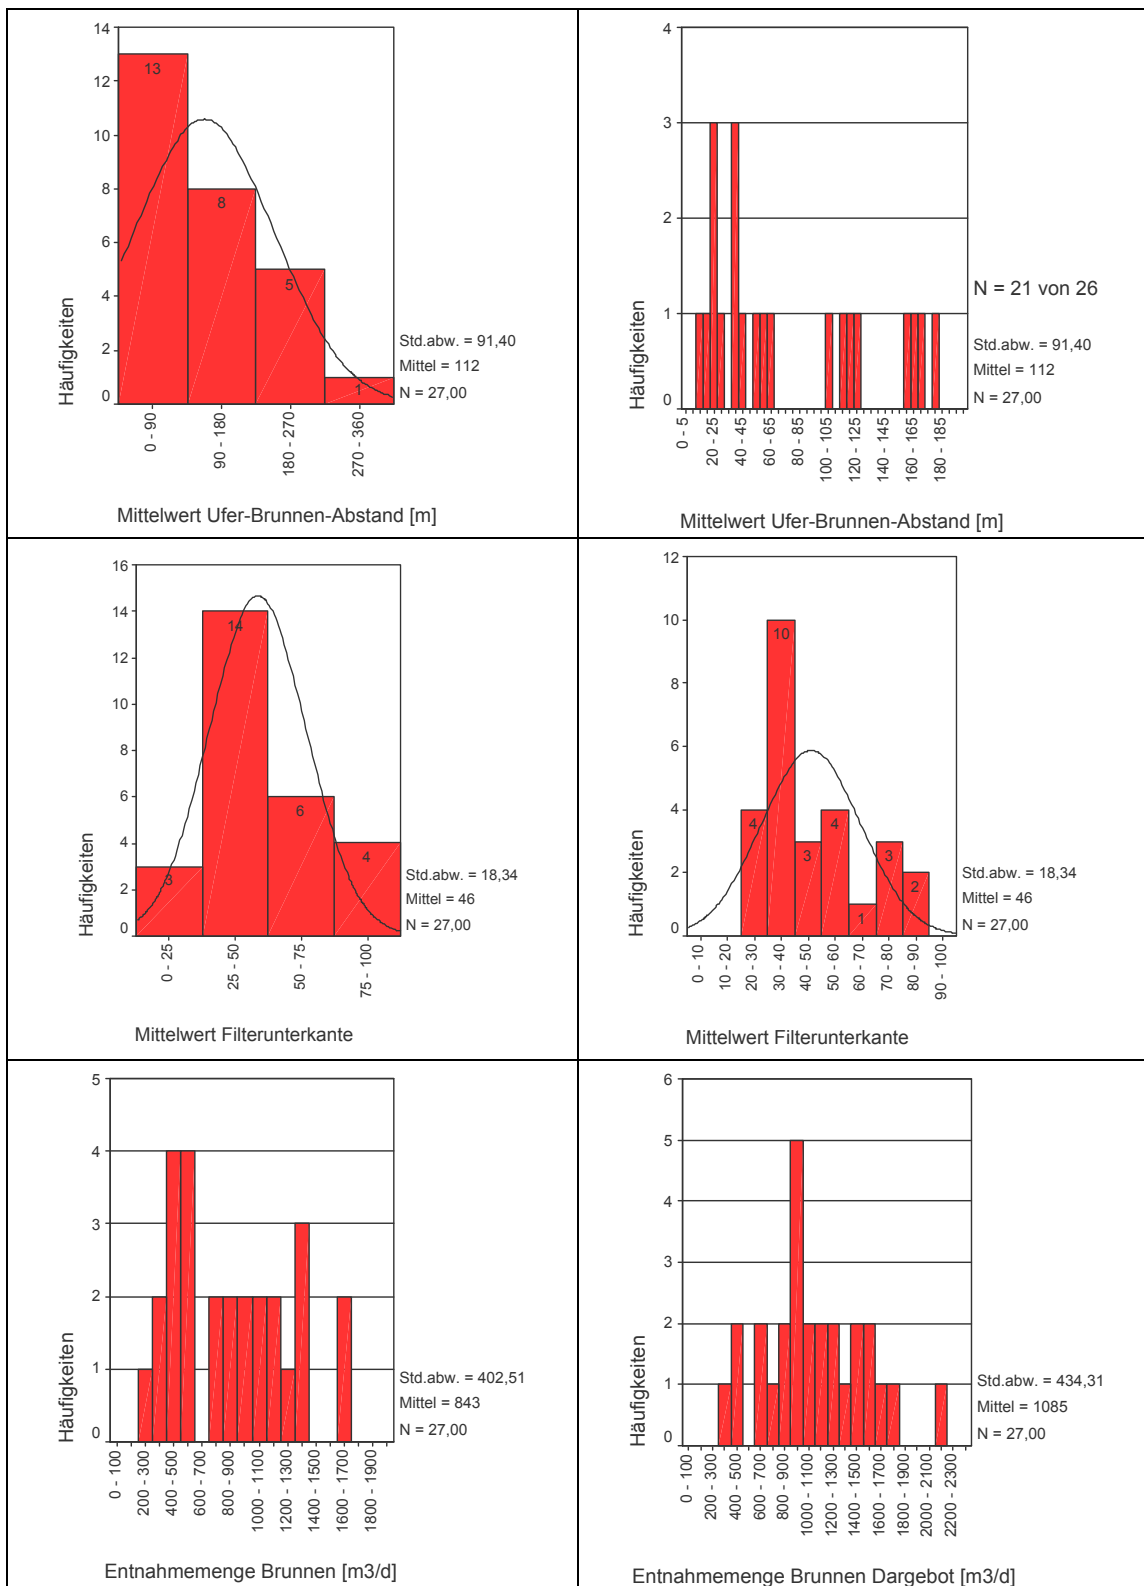 14
12
10
8
6
4
2
0
13
8
5
1
Häufigkeiten
0 - 90
90 - 180
180 - 270
270 - 360
Std.abw. = 91,40
Mittel = 112
N = 27,00
Mittelwert Ufer-Brunnen-Abstand [m]
4
3
2
1
0
Häufigkeiten
0 - 5
20 - 25
40 - 45
60 - 65
80 - 85
100 - 105
120 - 125
140 - 145
160 - 165
180 - 185
N = 21 von 26
Std.abw. = 91,40
Mittel = 112
N = 27,00
Mittelwert Ufer-Brunnen-Abstand [m]
16
14
12
10
8
6
4
2
0
3
14
6
4
Häufigkeiten
0 - 25
25 - 50
50 - 75
75 - 100
Std.abw. = 18,34
Mittel = 46
N = 27,00
Mittelwert Filterunterkante
12
10
8
6
4
2
0
4
10
3
4
1
3
2
Häufigkeiten
0 - 10
10 - 20
20 - 30
30 - 40
40 - 50
50 - 60
60 - 70
70 - 80
80 - 90
90 - 100
Std.abw. = 18,34
Mittel = 46
N = 27,00
Mittelwert Filterunterkante
5
4
3
2
1
0
Häufigkeiten
0 - 100
200 - 300
400 - 500
600 - 700
800 - 900
1000 - 1100
1200 - 1300
1400 - 1500
1600 - 1700
1800 - 1900
Std.abw. = 402,51
Mittel = 843
N = 27,00
Entnahmemenge Brunnen [m3/d]
6
5
4
3
2
1
0
Häufigkeiten
0 - 100
200 - 300
400 - 500
600 - 700
800 - 900
1000 - 1100
1200 - 1300
1400 - 1500
1600 - 1700
1800 - 1900
2000 - 2100
2200 - 2300
Std.abw. = 434,31
Mittel = 1085
N = 27,00
Entnahmemenge Brunnen Dargebot [m3/d]